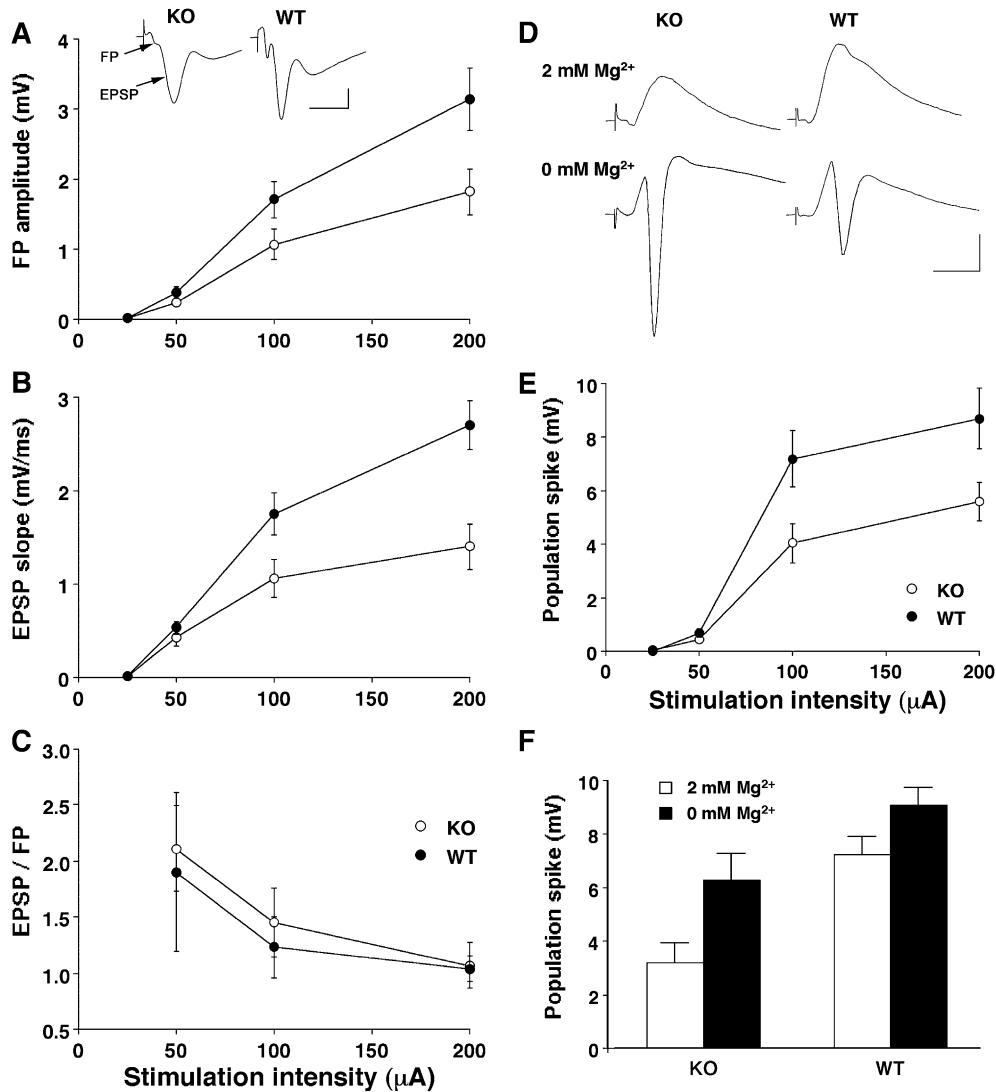 A
KO
WT
FP
EPSP
FP amplitude (mV)
4
3
2
1
0
0
50
100
150
200
B
EPSP slope (mV/ms)
3
2
1
0
0
50
100
150
200
C
EPSP / FP
3.0
2.5
2.0
1.5
1.0
0.5
KO
WT
0
50
100
150
200
Stimulation intensity (μA)
D
KO
WT
2 mM Mg²⁺
0 mM Mg²⁺
E
Population spike (mV)
10
8
6
4
2
0
KO
WT
0
50
100
150
200
Stimulation intensity (μA)
F
Population spike (mV)
10
8
6
4
2
0
2 mM Mg²⁺
0 mM Mg²⁺
KO
WT